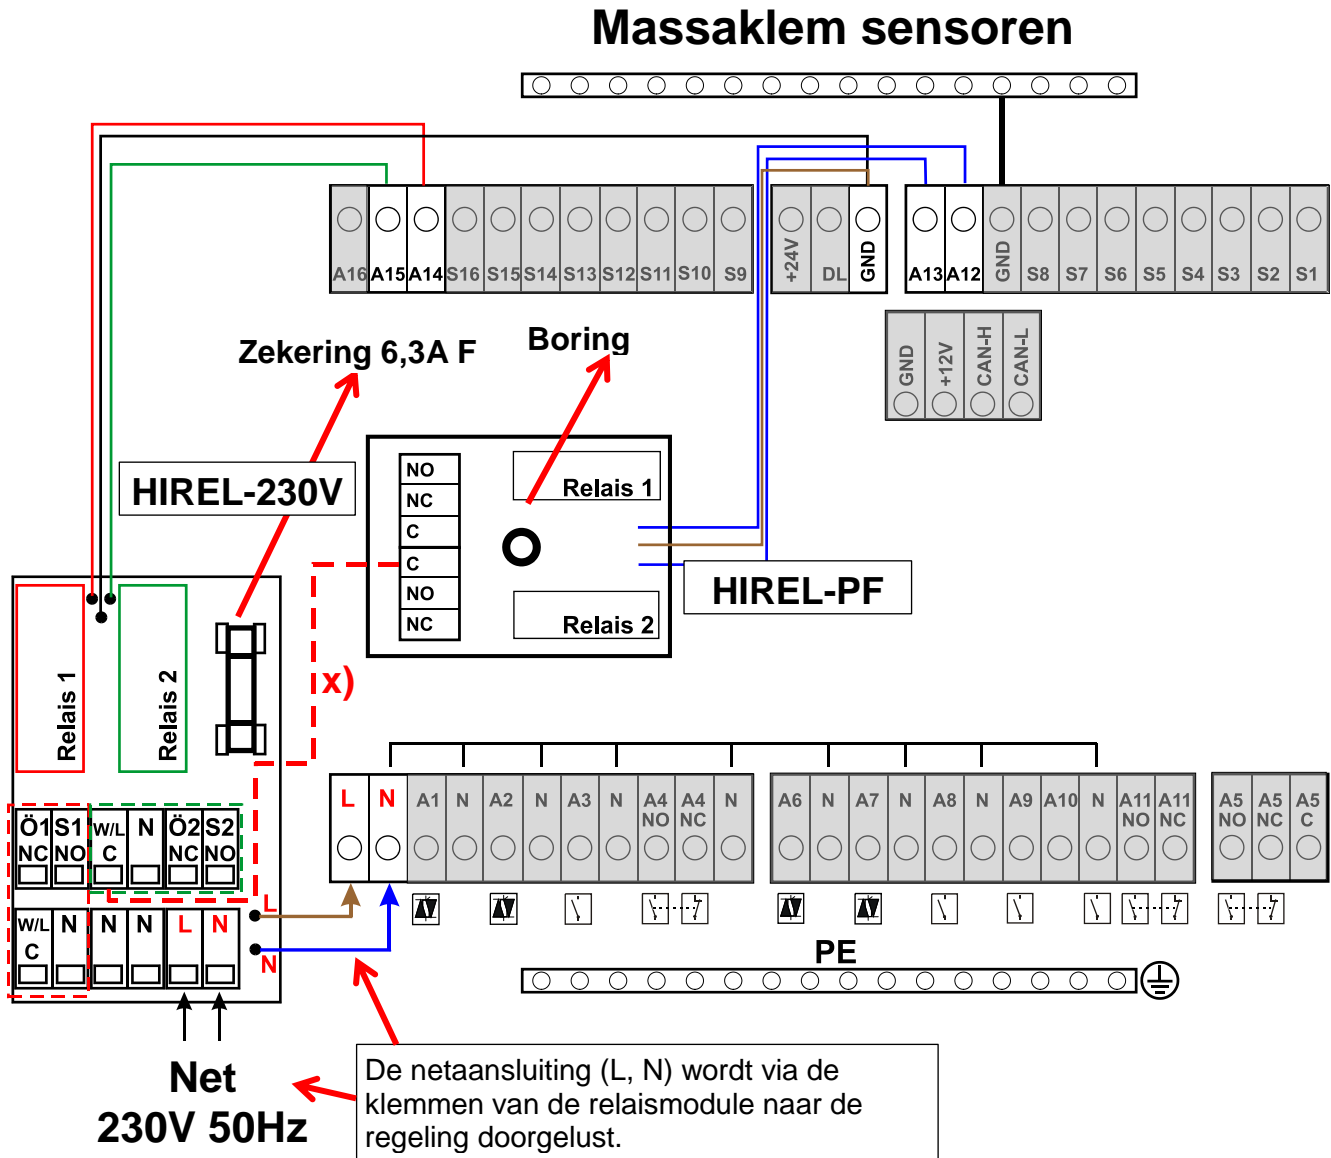 Massaklem sensoren
A16 A15 A14 S16 S15 S14 S13 S12 S11 S10 S9
+24V DL GND
A13 A12 GND S8 S7 S6 S5 S4 S3 S2 S1
GND +12V CAN-H CAN-L
Zekering 6,3A F
Boring
HIREL-230V
NO
NC
C
C
NO
NC
Relais 1
Relais 2
HIREL-PF
Relais 1
Relais 2
x)
L N A1 N A2 N A3 N A4 NO A4 NC N
A6 N A7 N A8 N A9 A10 N A11 NO A11 NC
A5 NO A5 NC A5 C
Ö1 NC S1 NO W/L C N Ö2 NC S2 NO
W/L C N N N L N
L
N
PE
Net
230V 50Hz
De netaansluiting (L, N) wordt via de
klemmen van de relaismodule naar de
regeling doorgelust.